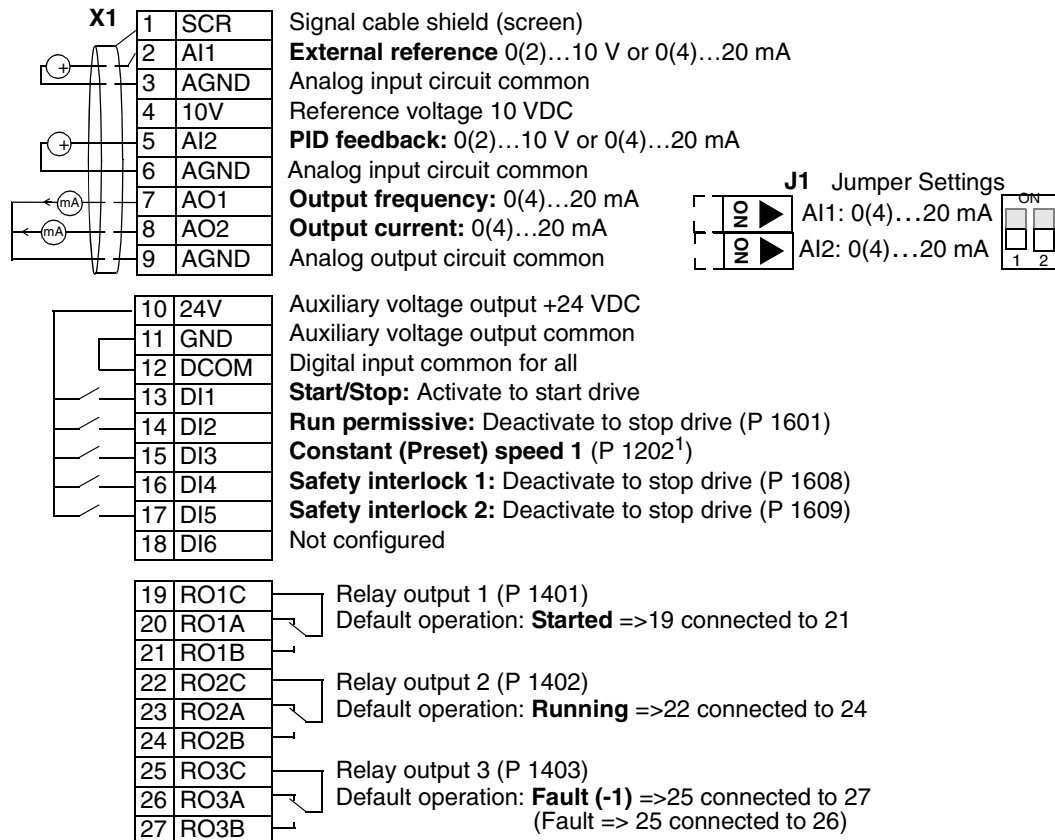 X1
1 SCR Signal cable shield (screen)
2 AI1 External reference 0(2)…10 V or 0(4)…20 mA
3 AGND Analog input circuit common
4 10V Reference voltage 10 VDC
5 AI2 PID feedback: 0(2)…10 V or 0(4)…20 mA
6 AGND Analog input circuit common
7 AO1 Output frequency: 0(4)…20 mA
8 AO2 Output current: 0(4)…20 mA
9 AGND Analog output circuit common
+
+
mA
mA
J1 Jumper Settings
ON AI1: 0(4)…20 mA
ON AI2: 0(4)…20 mA
ON
1 2
10 24V Auxiliary voltage output +24 VDC
11 GND Auxiliary voltage output common
12 DCOM Digital input common for all
13 DI1 Start/Stop: Activate to start drive
14 DI2 Run permissive: Deactivate to stop drive (P 1601)
15 DI3 Constant (Preset) speed 1 (P 1202¹)
16 DI4 Safety interlock 1: Deactivate to stop drive (P 1608)
17 DI5 Safety interlock 2: Deactivate to stop drive (P 1609)
18 DI6 Not configured
19 RO1C Relay output 1 (P 1401)
20 RO1A Default operation: Started =>19 connected to 21
21 RO1B
22 RO2C Relay output 2 (P 1402)
23 RO2A Default operation: Running =>22 connected to 24
24 RO2B
25 RO3C Relay output 3 (P 1403)
26 RO3A Default operation: Fault (-1) =>25 connected to 27
27 RO3B (Fault => 25 connected to 26)